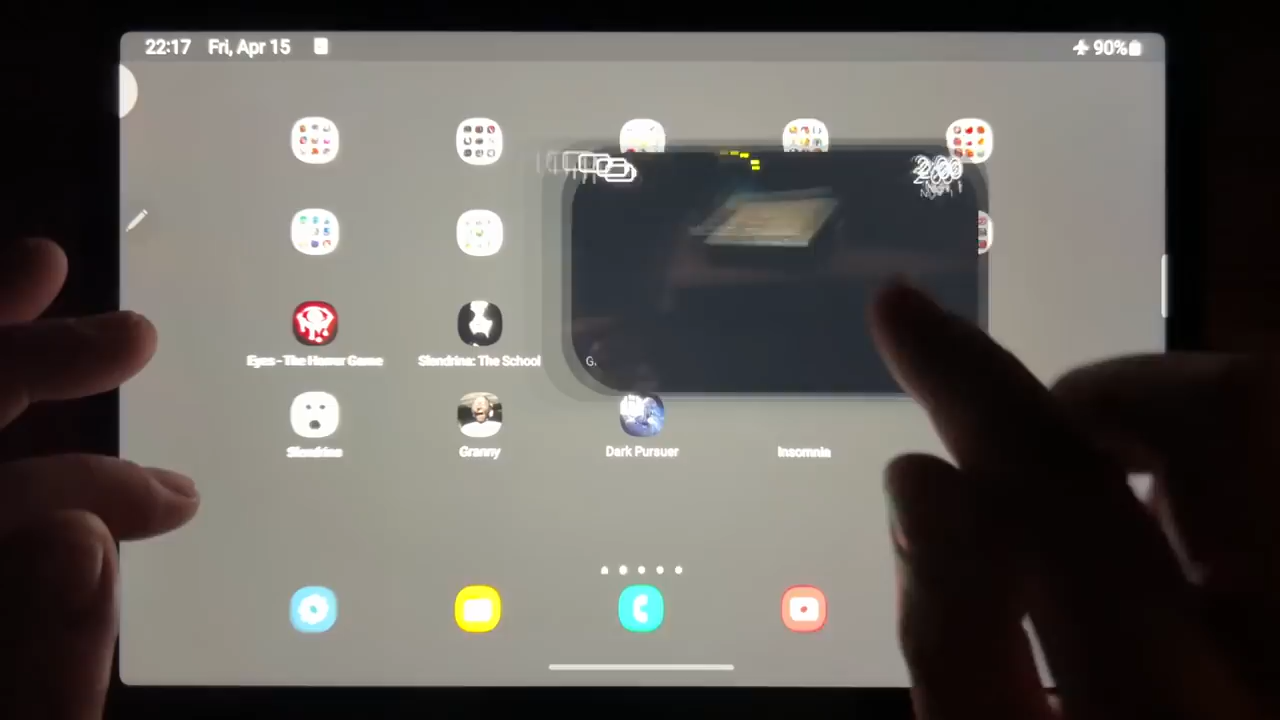 22:17 Fri, Apr 15
90%
Eyes - The Horror Game
Slendrina: The School
G.
Slendrina
Granny
Dark Pursuer
Insomnia